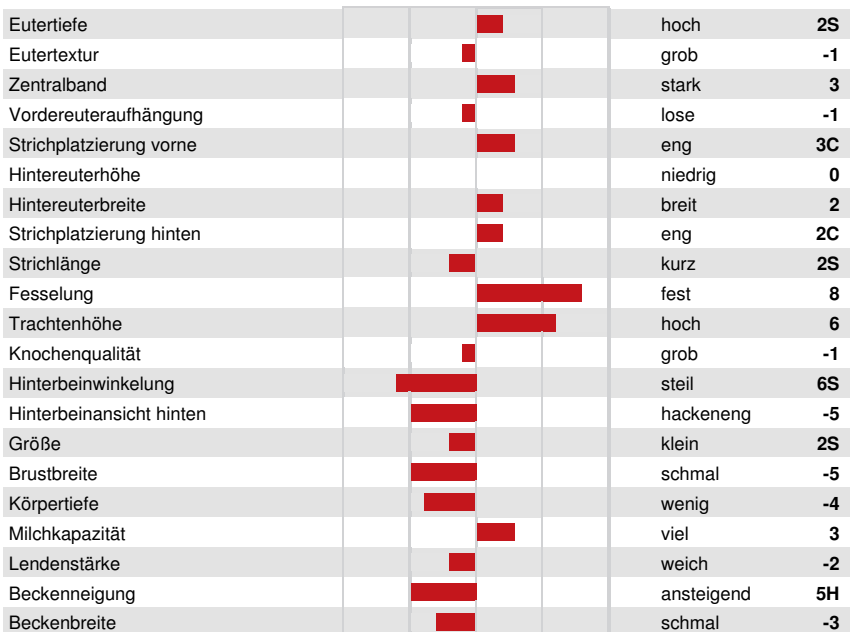 Eutertiefe hoch 2S
Eutertextur grob -1
Zentralband stark 3
Vordereuteraufhängung lose -1
Strichplatzierung vorne eng 3C
Hintereuterhöhe niedrig 0
Hintereuterbreite breit 2
Strichplatzierung hinten eng 2C
Strichlänge kurz 2S
Fesselung fest 8
Trachtenhöhe hoch 6
Knochenqualität grob -1
Hinterbeinwinkelung steil 6S
Hinterbeinansicht hinten hackeneng -5
Größe klein 2S
Brustbreite schmal -5
Körpertiefe wenig -4
Milchkapazität viel 3
Lendenstärke weich -2
Beckenneigung ansteigend 5H
Beckenbreite schmal -3